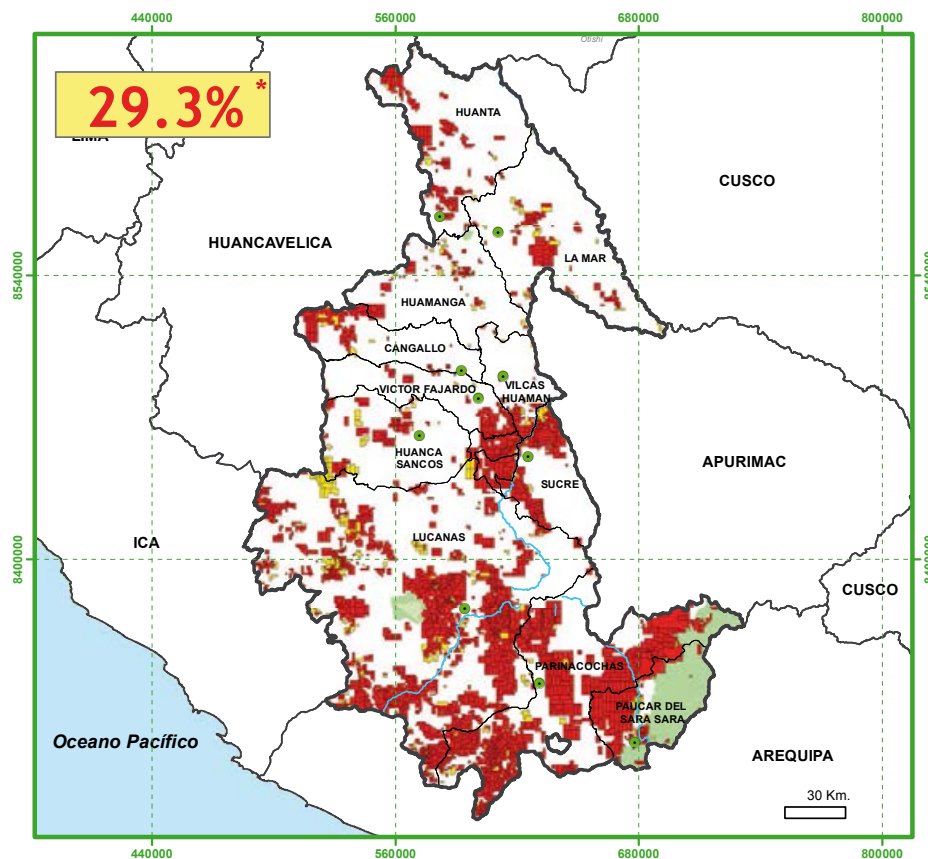 440000
560000
680000
800000
Otishi
29.3%*
LIMA
HUANTA
CUSCO
HUANCAVELICA
LA MAR
8540000
8540000
HUAMANGA
CANGALLO
VICTOR FAJARDO
VILCAS
HUAMAN
HUANCA
SANCOS
APURIMAC
SUCRE
ICA
LUCANAS
8400000
8400000
CUSCO
PARINACOCHAS
PAUCAR DEL
SARA SARA
Oceano Pacífico
AREQUIPA
30 Km.
440000
560000
680000
800000